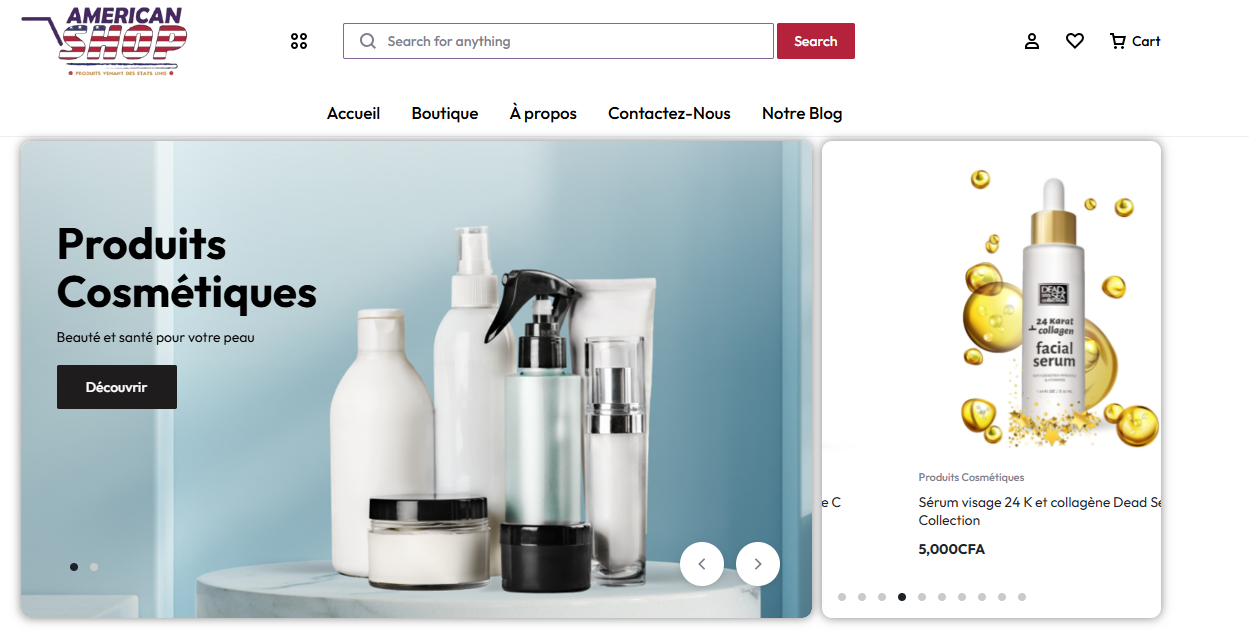 AMERICAN
SHOP
PRODUITS VENANT DES ETATS UNIS
Search for anything
Search
Cart
Accueil
Boutique
À propos
Contactez-Nous
Notre Blog
Produits
Cosmétiques
Beauté et santé pour votre peau
Découvrir
DEAD
SEA
collection
24 Karat
collagen
facial
serum
Produits Cosmétiques
e C
Sérum visage 24 K et collagène Dead Se
Collection
5,000CFA